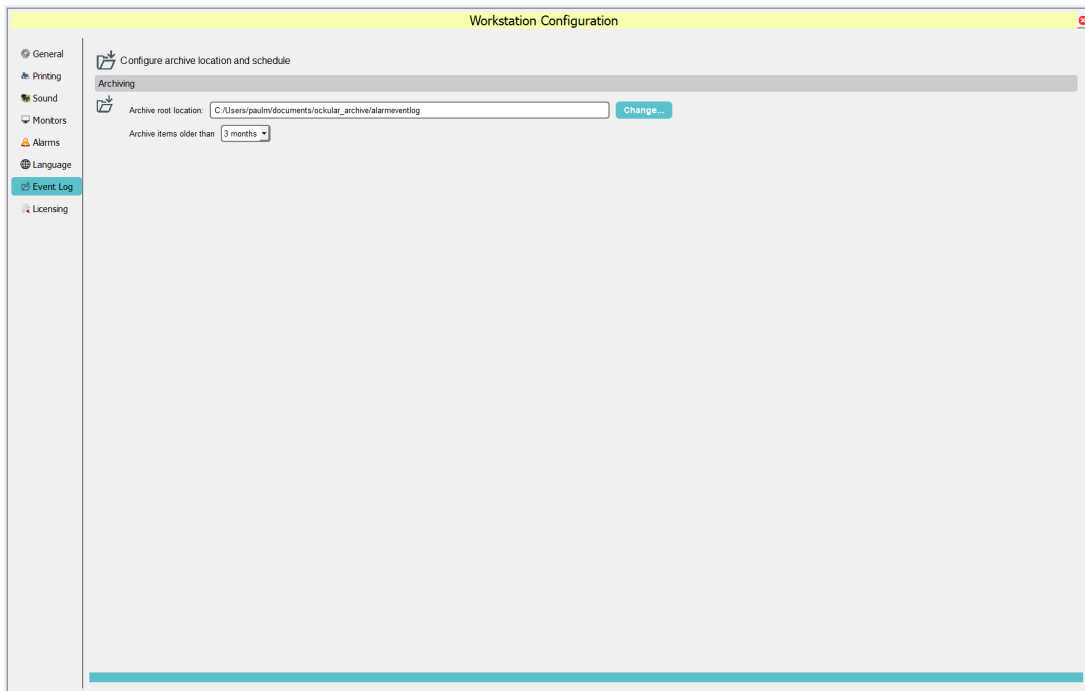 Workstation Configuration
General
Printing
Sound
Monitors
Alarms
Language
Event Log
Licensing
Configure archive location and schedule
Archiving
Archive root location: C:/Users/paulm/documents/ockular_archive/alarmeventlog Change...
Archive items older than 3 months